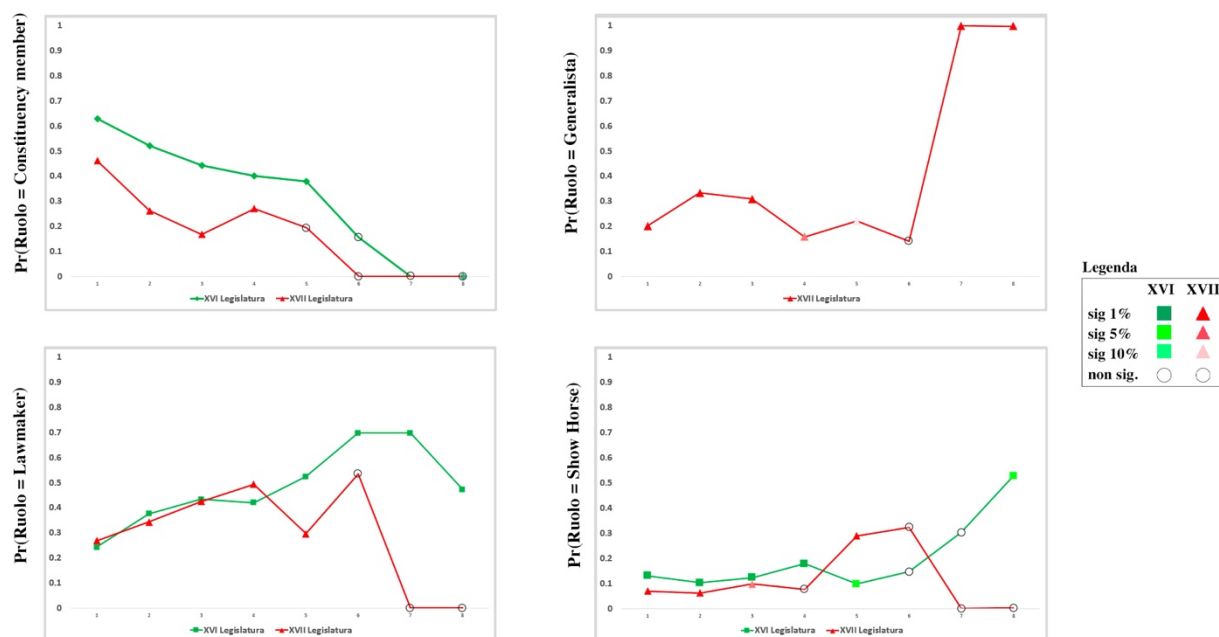 Pr(Ruolo = Constituency member)
1
0.9
0.8
0.7
0.6
0.5
0.4
0.3
0.2
0.1
0
1 2 3 4 5 6 7 8
XVI Legislatura XVII Legislatura
Pr(Ruolo = Generalista)
1
0.9
0.8
0.7
0.6
0.5
0.4
0.3
0.2
0.1
0
1 2 3 4 5 6 7 8
XVII Legislatura
Legenda
XVI XVII
sig 1%
sig 5%
sig 10%
non sig.
Pr(Ruolo = Lawmaker)
1
0.9
0.8
0.7
0.6
0.5
0.4
0.3
0.2
0.1
0
1 2 3 4 5 6 7 8
XVI Legislatura XVII Legislatura
Pr(Ruolo = Show Horse)
1
0.9
0.8
0.7
0.6
0.5
0.4
0.3
0.2
0.1
0
1 2 3 4 5 6 7 8
XVI Legislatura XVII Legislatura